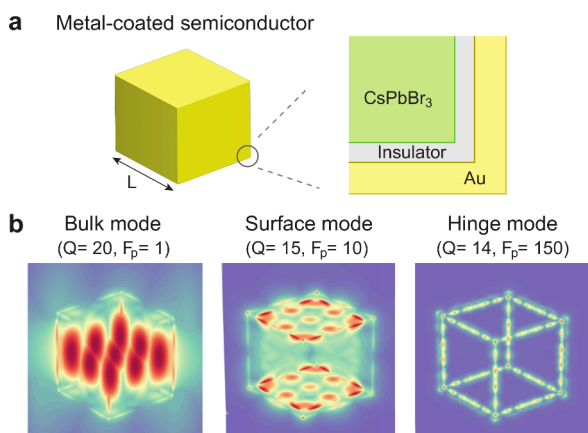 a Metal-coated semiconductor
L
CsPbBr3
Insulator
Au
b Bulk mode Surface mode Hinge mode
(Q= 20, Fp= 1) (Q= 15, Fp= 10) (Q= 14, Fp= 150)